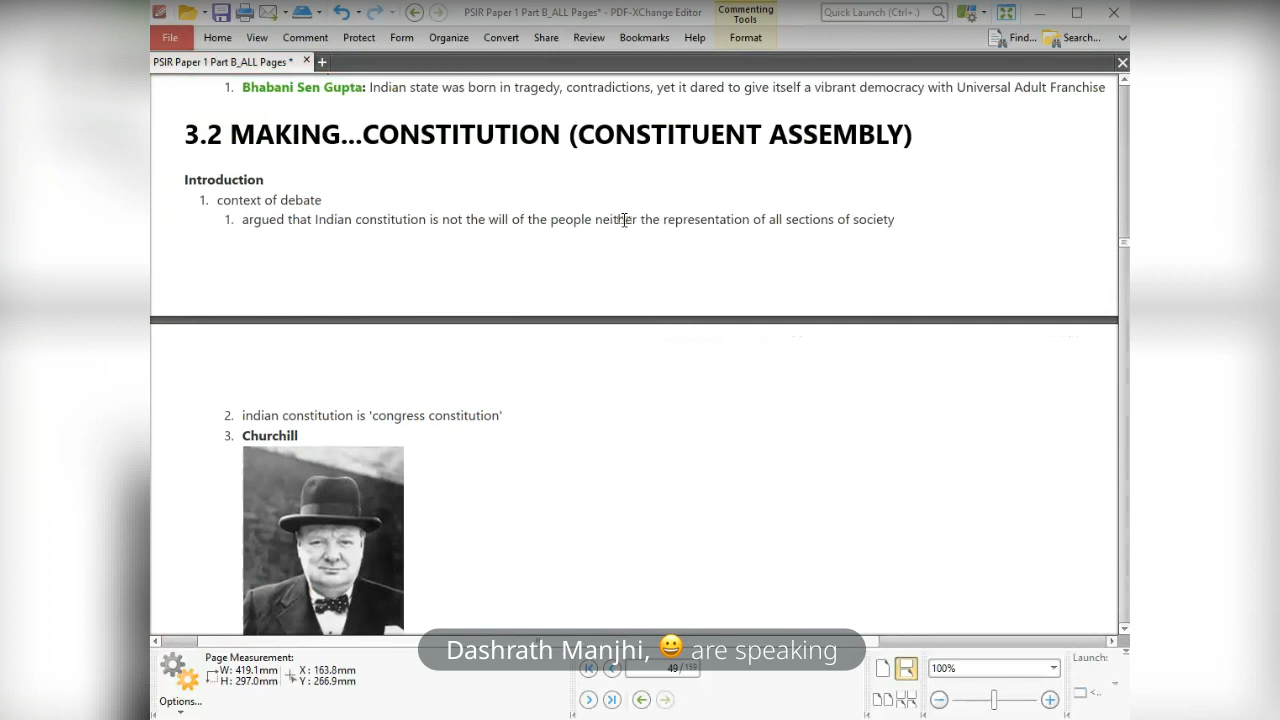 PSIR Paper 1 Part B_ALL Pages* - PDF-XChange Editor
Commenting Tools
Quick Launch (Ctrl+.)
File Home View Comment Protect Form Organize Convert Share Review Bookmarks Help Format Find... Search...
PSIR Paper 1 Part B_ALL Pages *
1. Bhabani Sen Gupta: Indian state was born in tragedy, contradictions, yet it dared to give itself a vibrant democracy with Universal Adult Franchise
3.2 MAKING...CONSTITUTION (CONSTITUENT ASSEMBLY)
Introduction
1. context of debate
1. argued that Indian constitution is not the will of the people neither the representation of all sections of society
2. indian constitution is 'congress constitution'
3. Churchill
Dashrath Manjhi, 😀 are speaking
Page Measurement:
W: 419.1mm X: 163.8mm
H: 297.0mm Y: 266.9mm
Options...
49 / 159
100%
Launch: